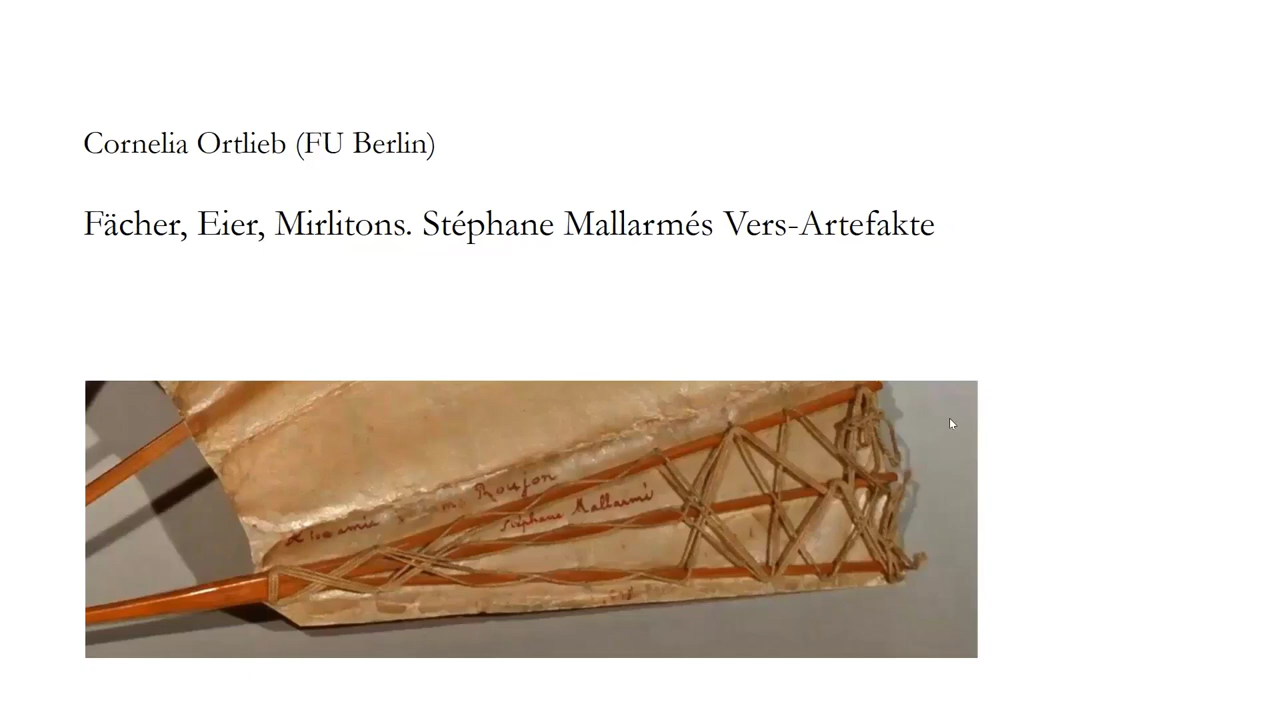 Cornelia Ortlieb (FU Berlin)
Fächer, Eier, Mirlitons. Stéphane Mallarmés Vers-Artefakte
Roujon
Stéphane Mallarmé